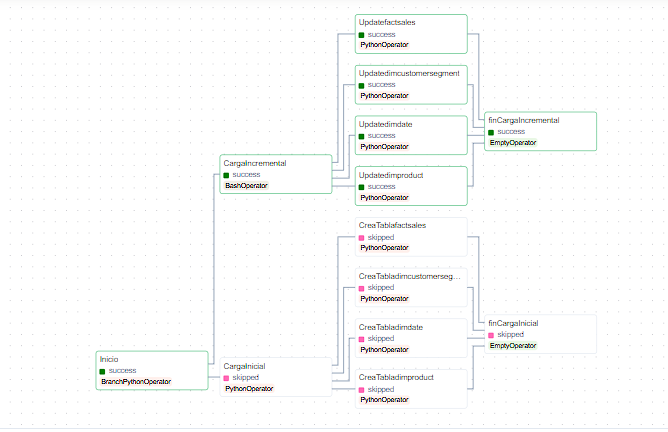 Updatefactsales
success
PythonOperator
Updatedimcustomersegment
success
PythonOperator
Updatedimdate
success
PythonOperator
Updatedimproduct
success
PythonOperator
finCargaIncremental
success
EmptyOperator
CargaIncremental
success
BashOperator
CreaTablafactsales
skipped
PythonOperator
CreaTabladimcustomerseg...
skipped
PythonOperator
CreaTabladimdate
skipped
PythonOperator
CreaTabladimproduct
skipped
PythonOperator
finCargaInicial
skipped
EmptyOperator
Inicio
success
BranchPythonOperator
CargaInicial
skipped
PythonOperator